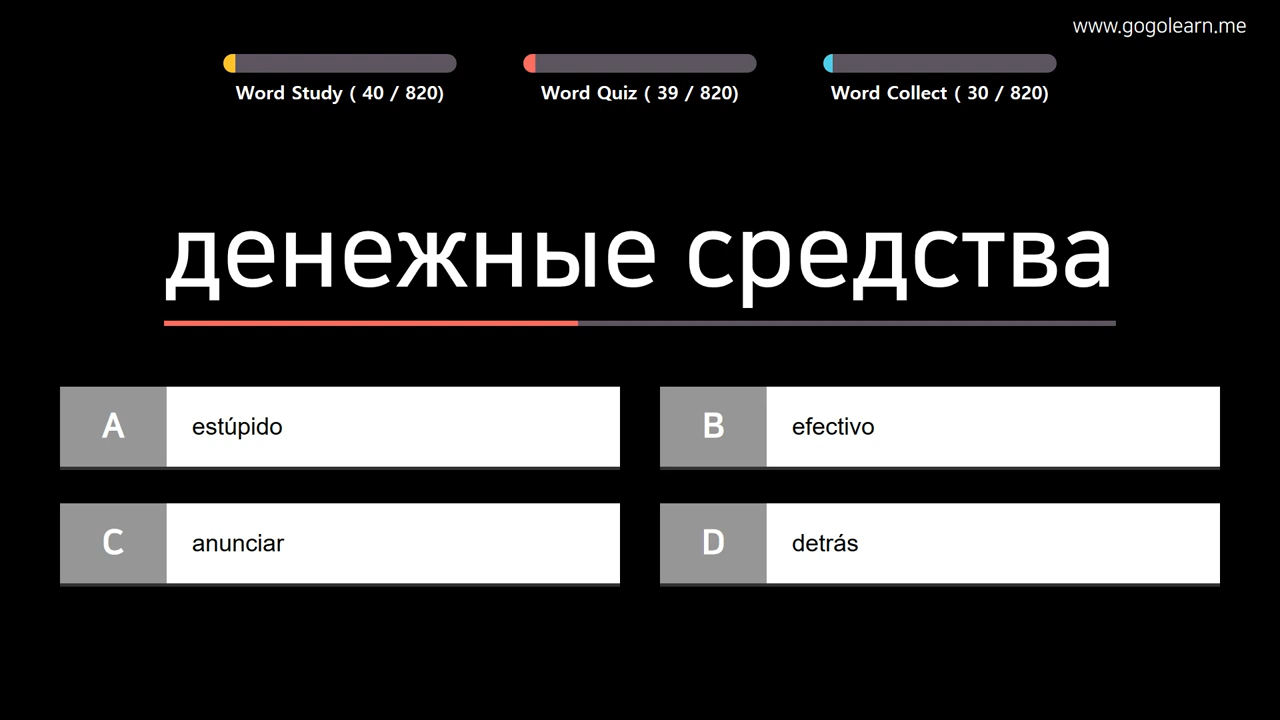 www.gogolearn.me
Word Study ( 40 / 820)
Word Quiz ( 39 / 820)
Word Collect ( 30 / 820)
денежные средства
A estúpido
B efectivo
C anunciar
D detrás